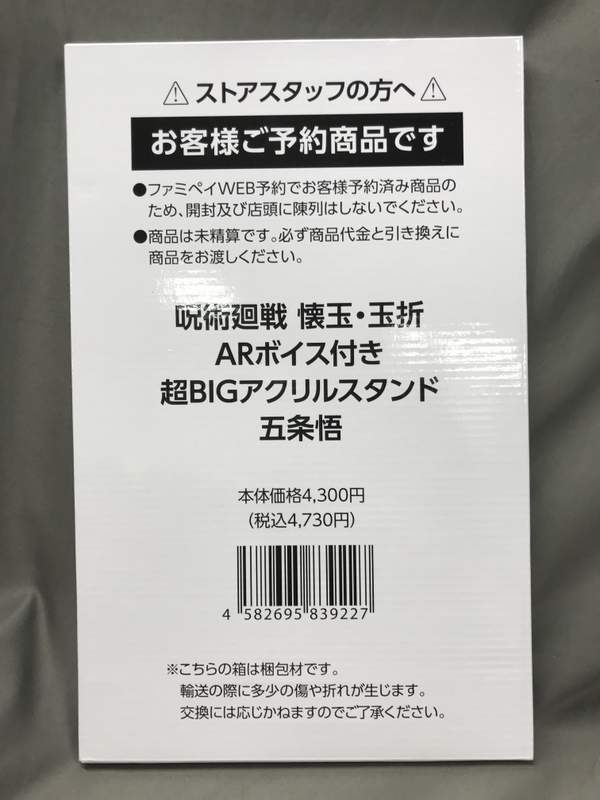 ⚠ストアスタッフの方へ⚠
お客様ご予約商品です
●ファミペイWEB予約でお客様予約済み商品の
ため、開封及び店頭に陳列はしないでください。
●商品は未精算です。必ず商品代金と引き換えに
商品をお渡しください。
呪術廻戦 懐玉・玉折
ARボイス付き
超BIGアクリルスタンド
五条悟
本体価格4,300円
(税込4,730円)
4 582695 839227
※こちらの箱は梱包材です。
輸送の際に多少の傷や折れが生じます。
交換には応じかねますのでご了承ください。